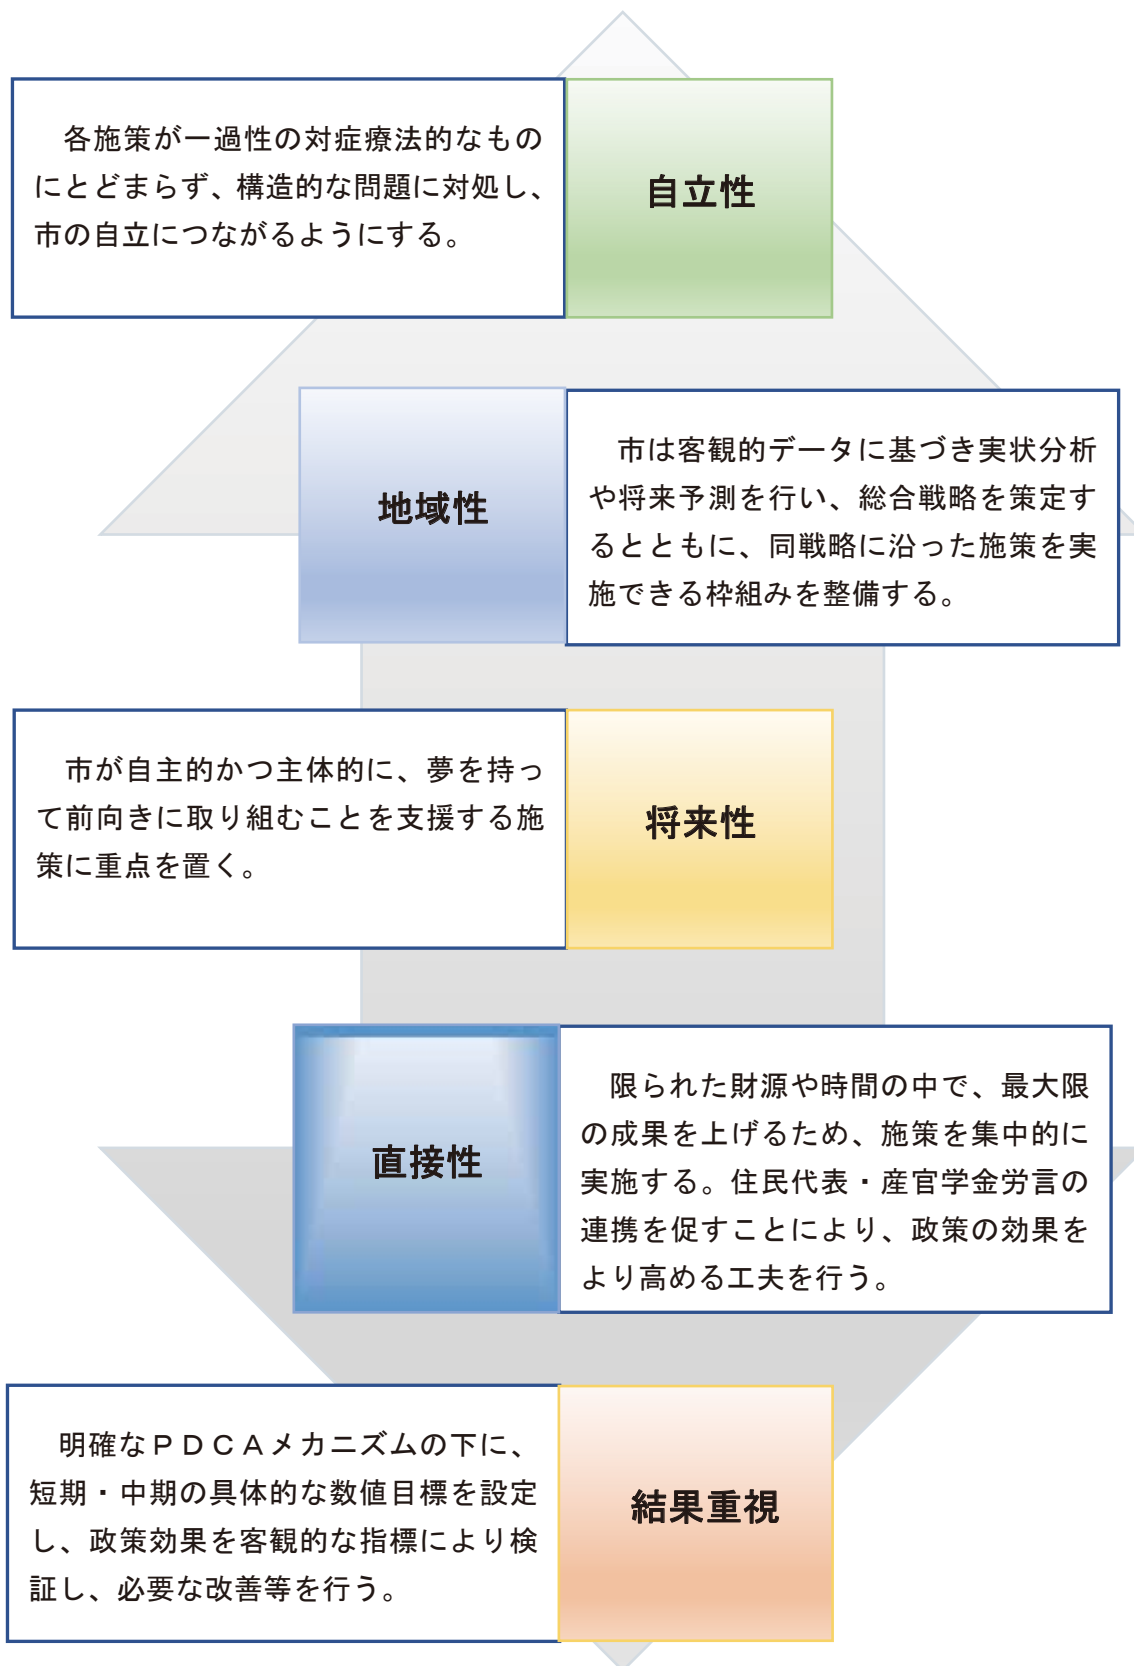 各施策が一過性の対症療法的なもの
にとどまらず、構造的な問題に対処し、
市の自立につながるようにする。
自立性
地域性
市は客観的データに基づき実状分析
や将来予測を行い、総合戦略を策定す
るとともに、同戦略に沿った施策を実
施できる枠組みを整備する。
市が自主的かつ主体的に、夢を持っ
て前向きに取り組むことを支援する施
策に重点を置く。
将来性
直接性
限られた財源や時間の中で、最大限
の成果を上げるため、施策を集中的に
実施する。住民代表・産官学金労言の
連携を促すことにより、政策の効果を
より高める工夫を行う。
明確なＰＤＣＡメカニズムの下に、
短期・中期の具体的な数値目標を設定
し、政策効果を客観的な指標により検
証し、必要な改善等を行う。
結果重視